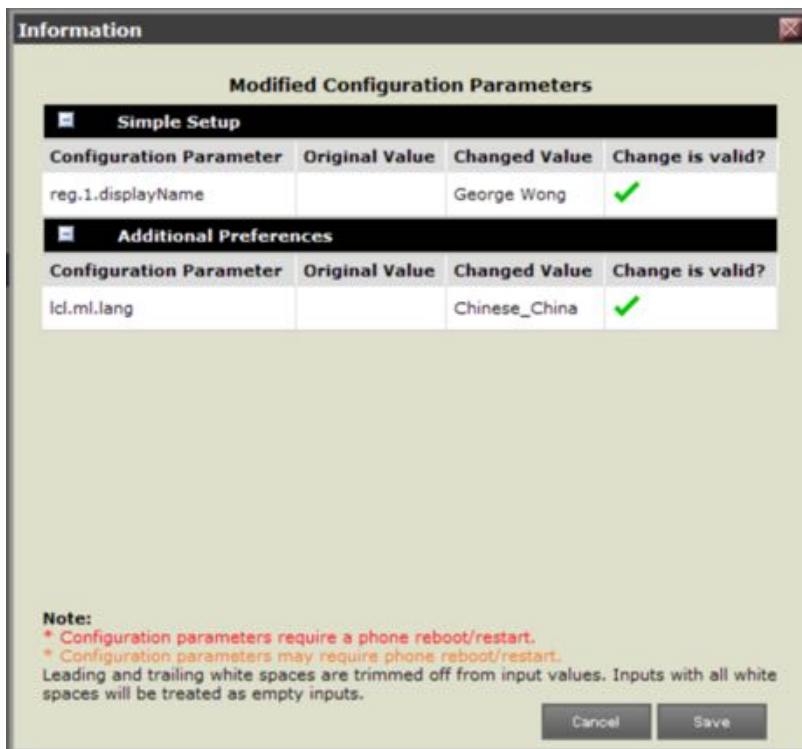 Information
Modified Configuration Parameters
Simple Setup
Configuration Parameter Original Value Changed Value Change is valid?
reg.1.displayName George Wong
Additional Preferences
Configuration Parameter Original Value Changed Value Change is valid?
lcl.ml.lang Chinese_China
Note:
* Configuration parameters require a phone reboot/restart.
* Configuration parameters may require phone reboot/restart.
Leading and trailing white spaces are trimmed off from input values. Inputs with all white
spaces will be treated as empty inputs.
Cancel Save